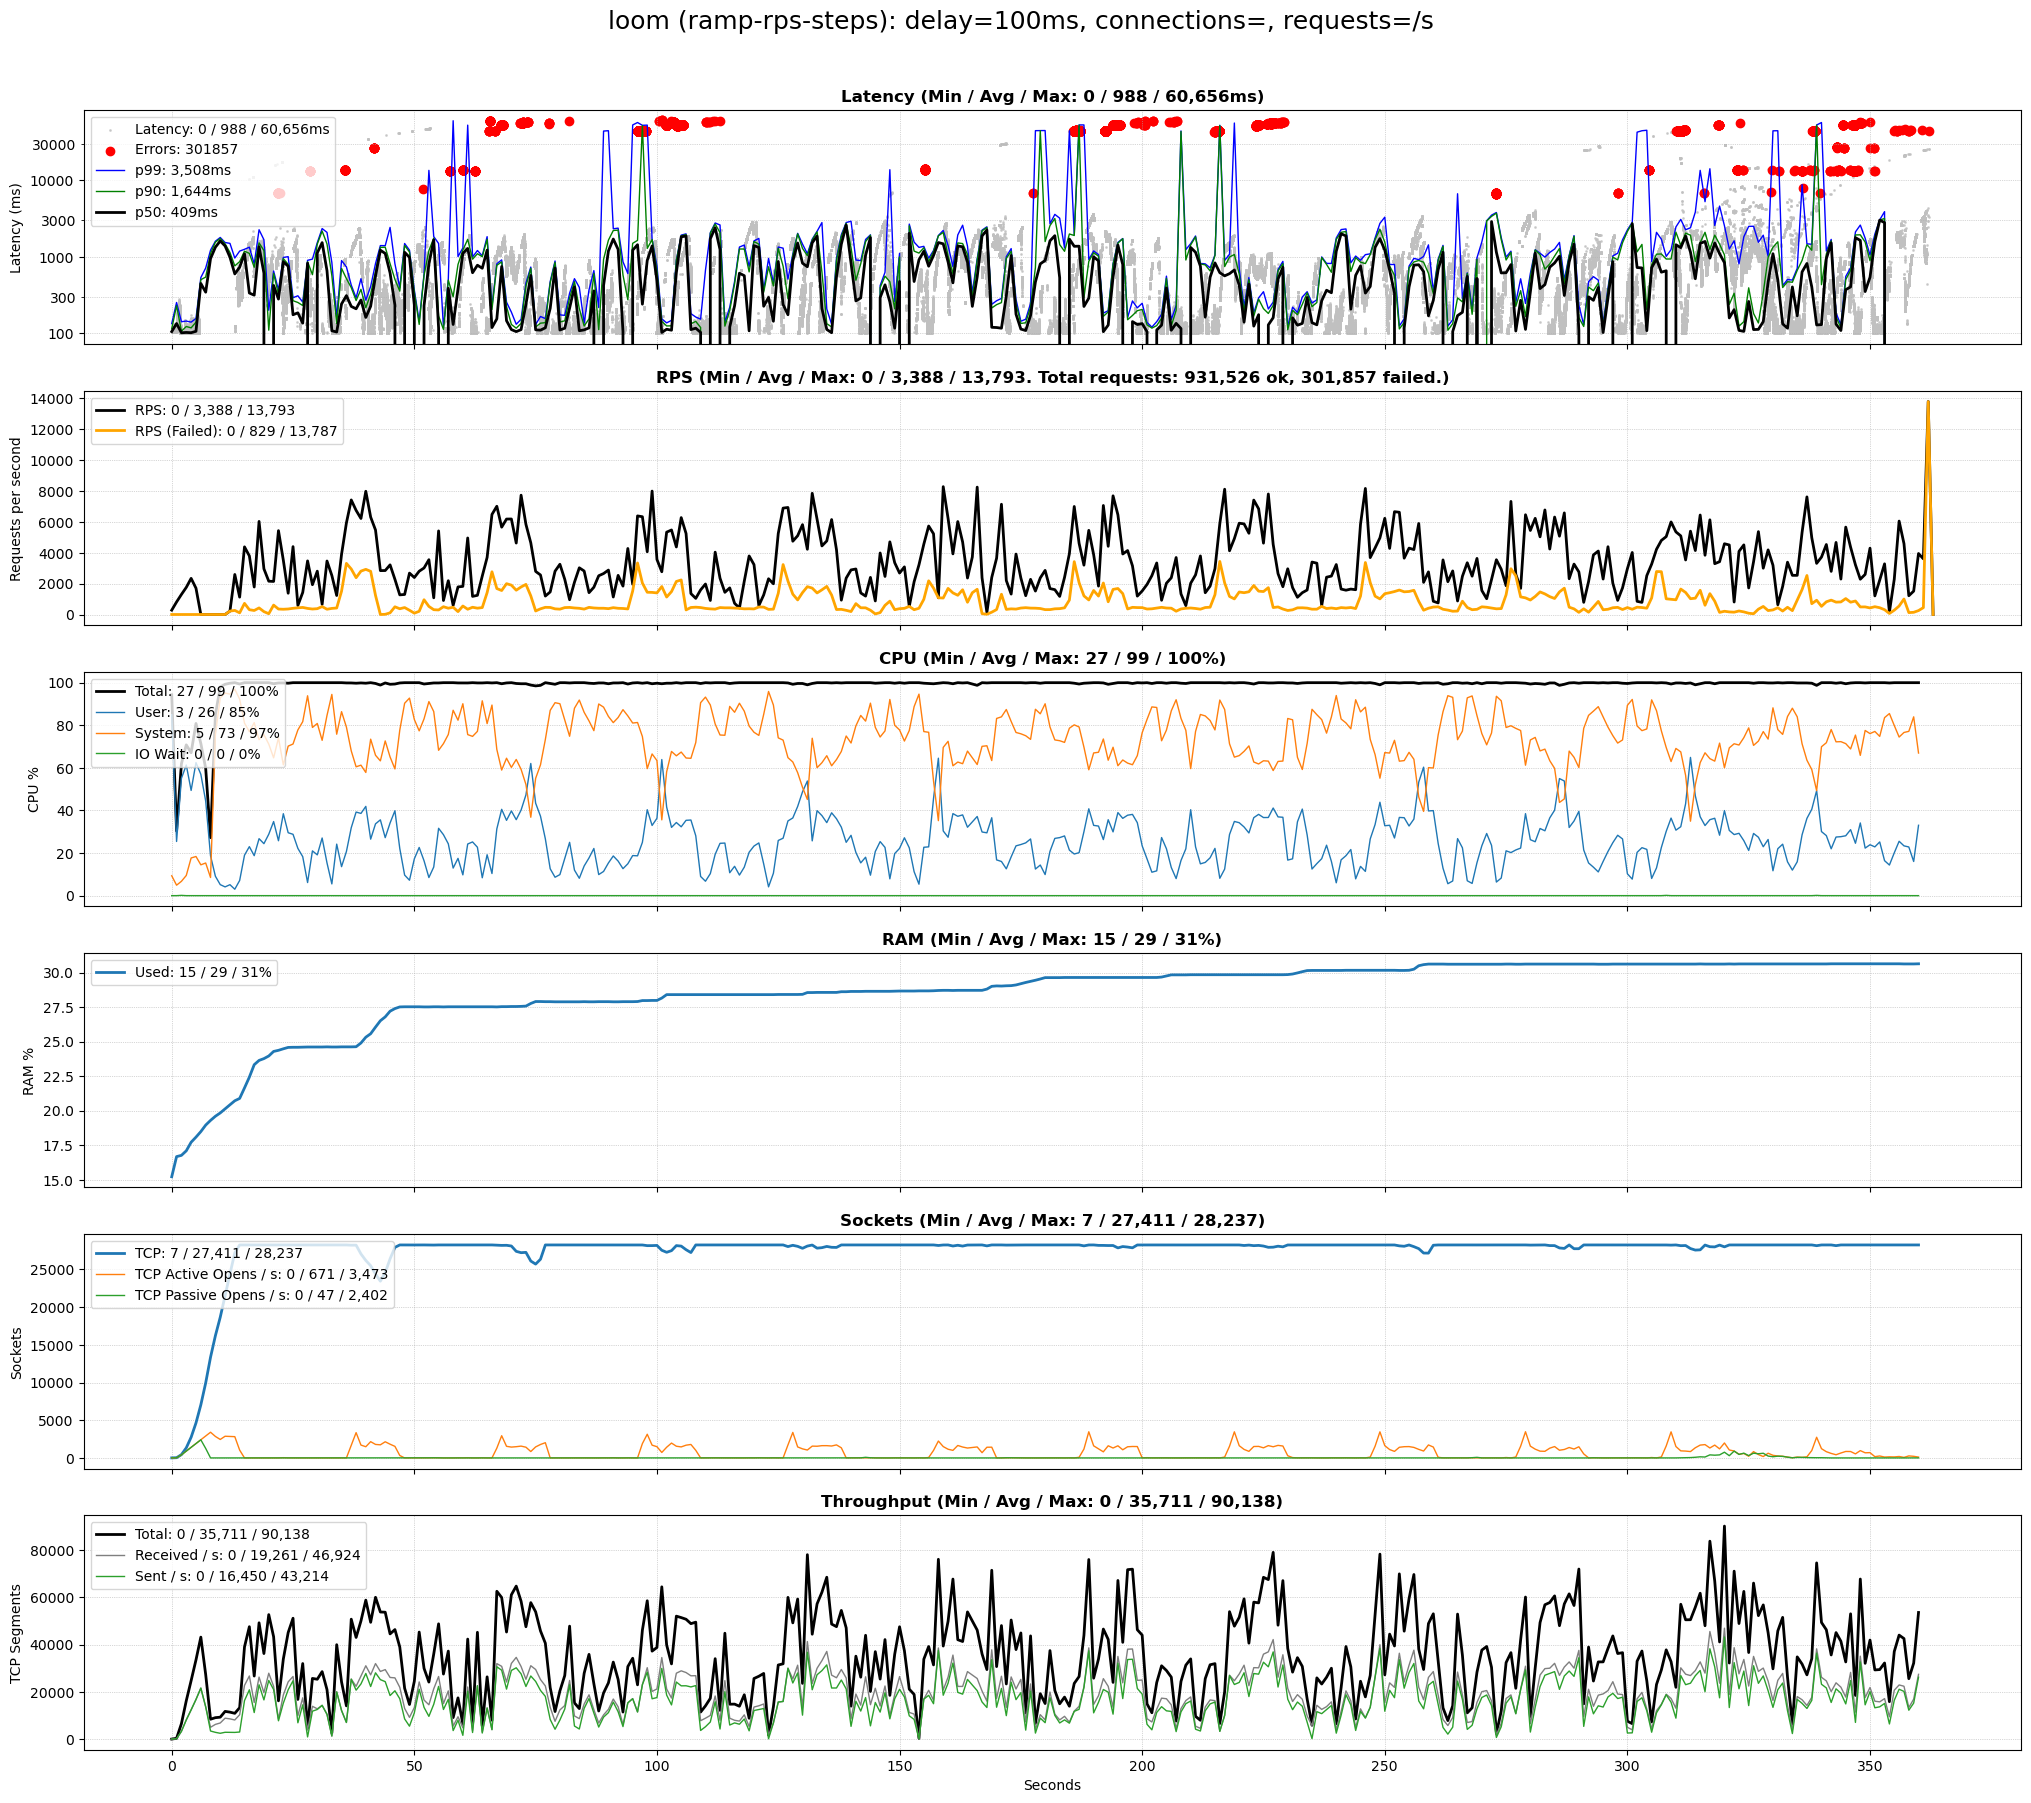 loom (ramp-rps-steps): delay=100ms, connections=, requests=/s
Latency (Min / Avg / Max: 0 / 988 / 60,656ms)
Latency (ms)
30000
10000
3000
1000
300
100
Latency: 0 / 988 / 60,656ms
Errors: 301857
p99: 3,508ms
p90: 1,644ms
p50: 409ms
RPS (Min / Avg / Max: 0 / 3,388 / 13,793. Total requests: 931,526 ok, 301,857 failed.)
Requests per second
14000
12000
10000
8000
6000
4000
2000
0
RPS: 0 / 3,388 / 13,793
RPS (Failed): 0 / 829 / 13,787
CPU (Min / Avg / Max: 27 / 99 / 100%)
CPU %
100
80
60
40
20
0
Total: 27 / 99 / 100%
User: 3 / 26 / 85%
System: 5 / 73 / 97%
IO Wait: 0 / 0 / 0%
RAM (Min / Avg / Max: 15 / 29 / 31%)
RAM %
30.0
27.5
25.0
22.5
20.0
17.5
15.0
Used: 15 / 29 / 31%
Sockets (Min / Avg / Max: 7 / 27,411 / 28,237)
Sockets
25000
20000
15000
10000
5000
0
TCP: 7 / 27,411 / 28,237
TCP Active Opens / s: 0 / 671 / 3,473
TCP Passive Opens / s: 0 / 47 / 2,402
Throughput (Min / Avg / Max: 0 / 35,711 / 90,138)
TCP Segments
80000
60000
40000
20000
0
Total: 0 / 35,711 / 90,138
Received / s: 0 / 19,261 / 46,924
Sent / s: 0 / 16,450 / 43,214
0 50 100 150 200 250 300 350
Seconds